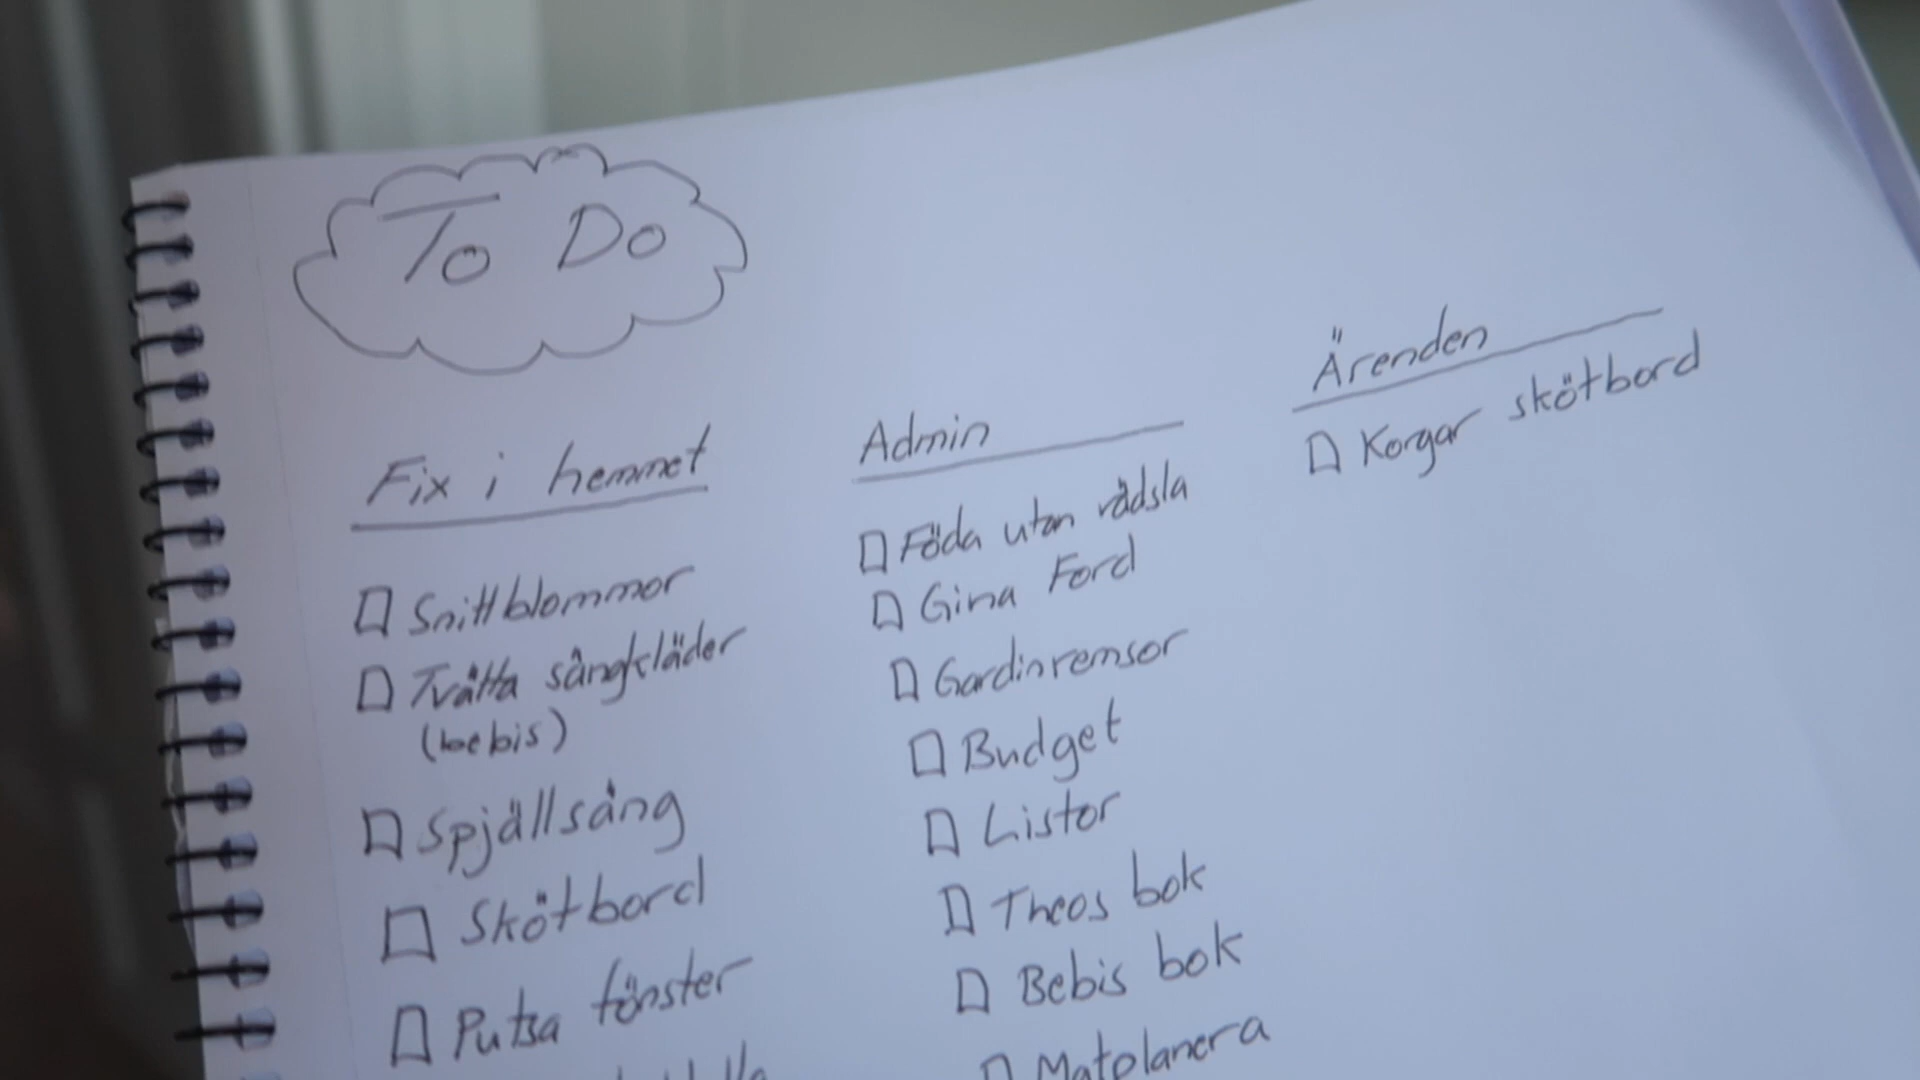 To Do
Fix i hemmet
Snittblommor
Tvätta sängkläder
(bebis)
Spjällsäng
Skötbord
Putsa fönster
Admin
Föda utan rädsla
Gina Ford
Gardinremsor
Budget
Listor
Theos bok
Bebis bok
Matplanera
Ärenden
Korgar skötbord